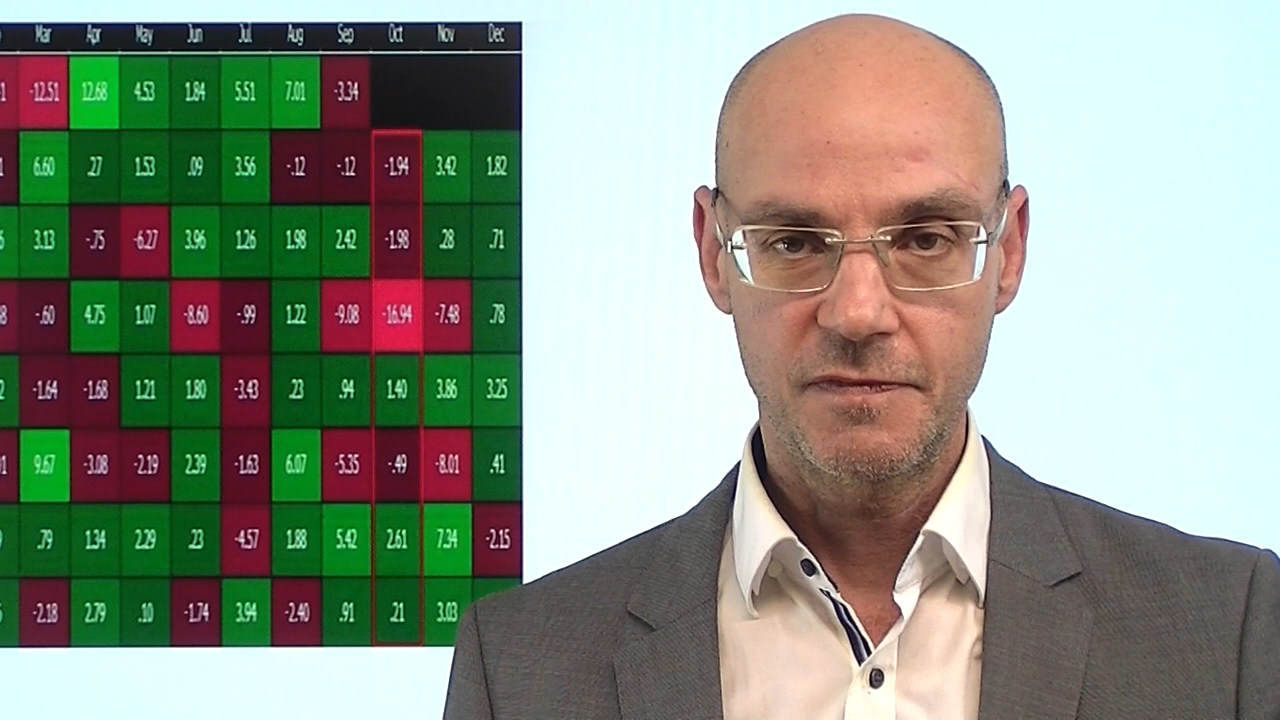 Mar Apr May Jun Jul Aug Sep Oct Nov Dec
1 -12.51 12.68 4.53 1.84 5.51 7.01 -3.34
1 6.60 .27 1.53 .09 3.56 -.12 -.12 -1.94 3.42 1.82
3.13 -.75 -6.27 3.96 1.26 1.98 2.42 -1.98 .28 .71
8 -.60 4.75 1.07 -8.60 -.99 1.22 -9.08 -16.94 -7.48 .78
2 -1.64 -1.68 1.21 1.80 -3.43 .23 .94 1.40 3.86 3.25
1 9.67 -3.08 -2.19 2.39 -1.63 6.07 -5.35 -.49 -8.01 .41
.79 1.34 2.29 .23 -4.57 1.88 5.42 2.61 7.34 -2.15
-2.18 2.79 .10 -1.74 3.94 -2.40 .91 .21 3.03